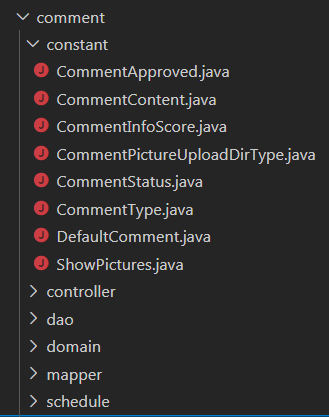 comment
constant
CommentApproved.java
CommentContent.java
CommentInfoScore.java
CommentPictureUploadDirType.java
CommentStatus.java
CommentType.java
DefaultComment.java
ShowPictures.java
controller
dao
domain
mapper
schedule